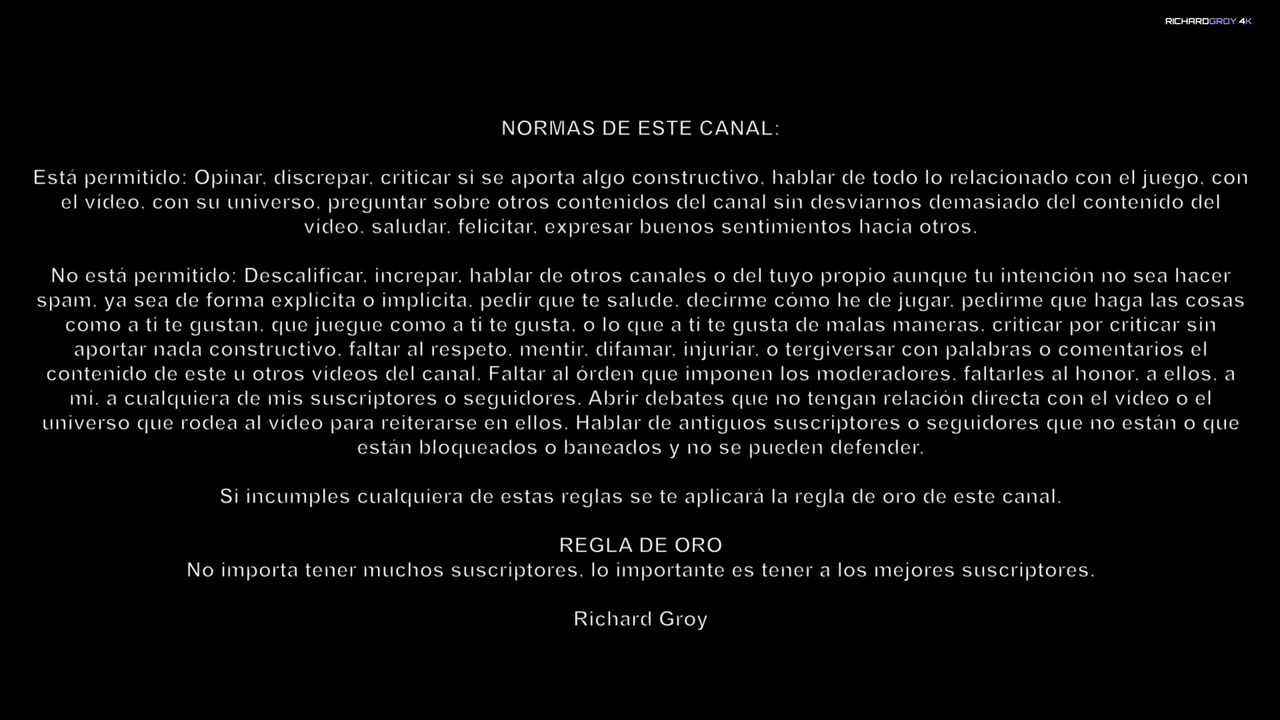 RICHARDGROY 4K
NORMAS DE ESTE CANAL:
Está permitido: Opinar, discrepar, criticar si se aporta algo constructivo, hablar de todo lo relacionado con el juego, con
el vídeo, con su universo, preguntar sobre otros contenidos del canal sin desviarnos demasiado del contenido del
vídeo, saludar, felicitar, expresar buenos sentimientos hacia otros.
No está permitido: Descalificar, increpar, hablar de otros canales o del tuyo propio aunque tu intención no sea hacer
spam, ya sea de forma explícita o implícita, pedir que te salude, decirme cómo he de jugar, pedirme que haga las cosas
como a ti te gustan, que juegue como a ti te gusta, o lo que a ti te gusta de malas maneras, criticar por criticar sin
aportar nada constructivo, faltar al respeto, mentir, difamar, injuriar, o tergiversar con palabras o comentarios el
contenido de este u otros vídeos del canal. Faltar al órden que imponen los moderadores, faltarles al honor, a ellos, a
mí, a cualquiera de mis suscriptores o seguidores. Abrir debates que no tengan relación directa con el vídeo o el
universo que rodea al vídeo para reiterarse en ellos. Hablar de antiguos suscriptores o seguidores que no están o que
están bloqueados o baneados y no se pueden defender.
Si incumples cualquiera de estas reglas se te aplicará la regla de oro de este canal.
REGLA DE ORO
No importa tener muchos suscriptores, lo importante es tener a los mejores suscriptores.
Richard Groy